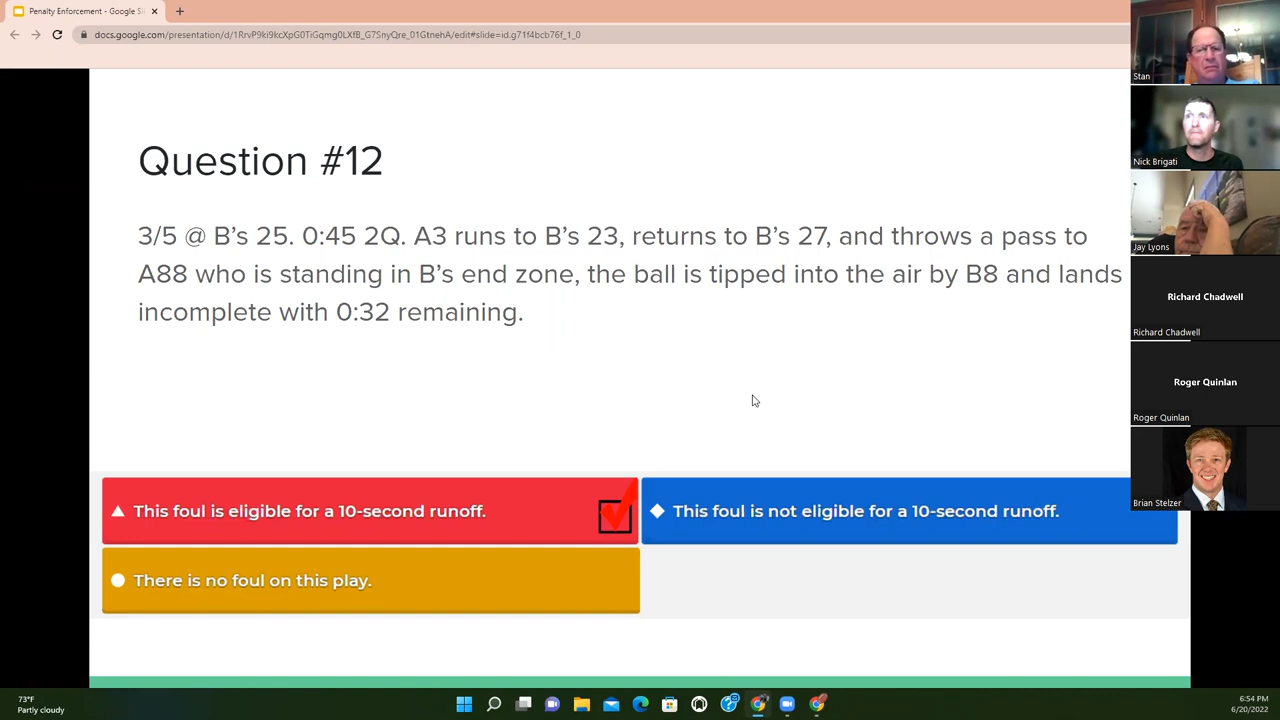 Penalty Enforcement - Google Sli
docs.google.com/presentation/d/1RrvP9ki9kcXpG0TiGqmg0LXfB_G7SnyQre_01GtnehA/edit#slide=id.g71f4bcb76f_1_0
Question #12
3/5 @ B's 25. 0:45 2Q. A3 runs to B's 23, returns to B's 27, and throws a pass to
A88 who is standing in B's end zone, the ball is tipped into the air by B8 and lands
incomplete with 0:32 remaining.
This foul is eligible for a 10-second runoff.
This foul is not eligible for a 10-second runoff.
There is no foul on this play.
Stan
Nick Brigati
Jay Lyons
Richard Chadwell
Richard Chadwell
Roger Quinlan
Roger Quinlan
Brian Stelzer
73°F
Partly cloudy
6:54 PM
6/20/2022